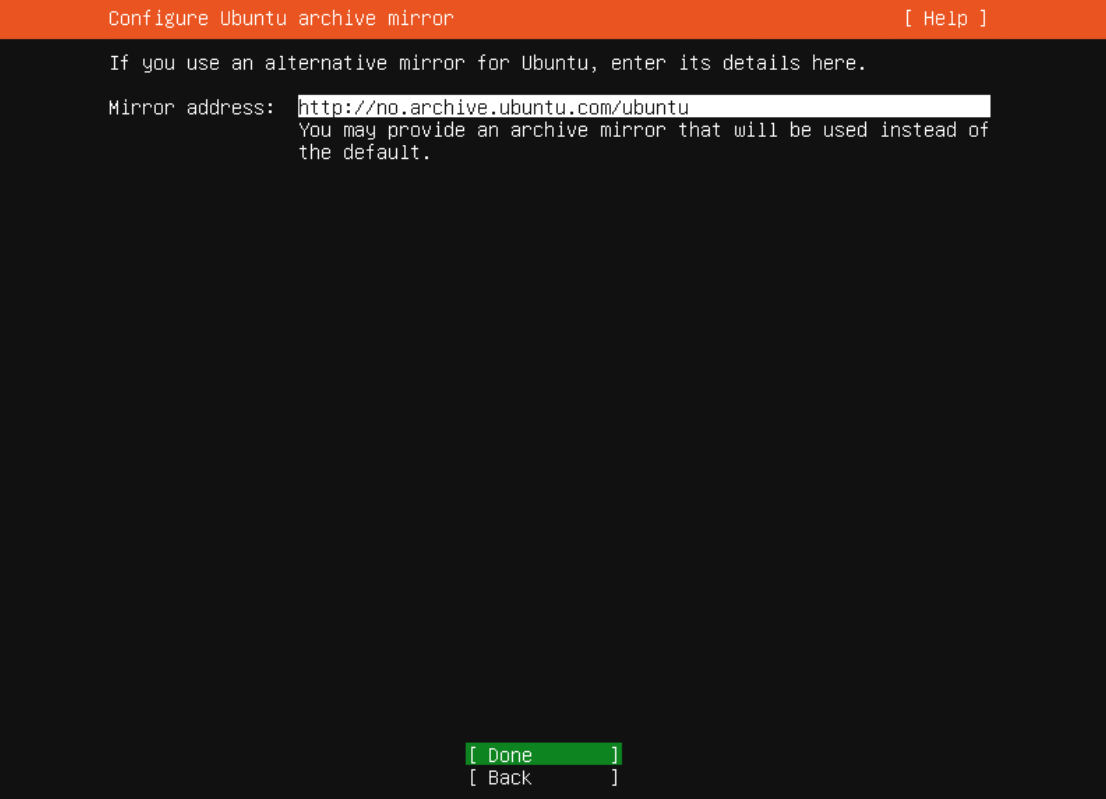 Configure Ubuntu archive mirror [ Help ]
If you use an alternative mirror for Ubuntu, enter its details here.
Mirror address: http://no.archive.ubuntu.com/ubuntu
You may provide an archive mirror that will be used instead of
the default.
[ Done ]
[ Back ]